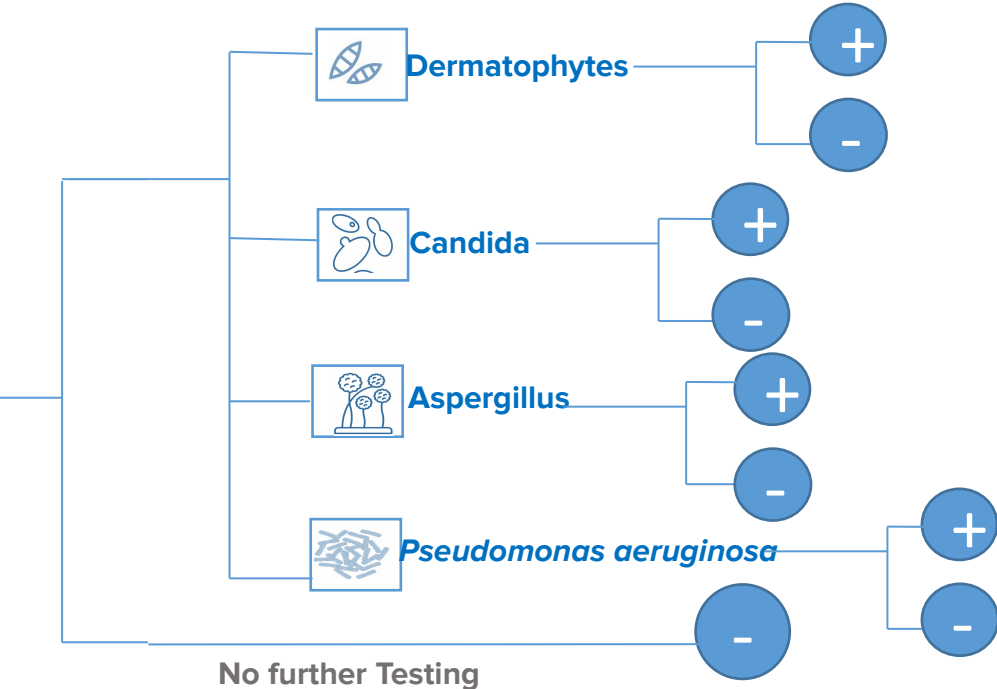 +
Dermatophytes
-
+
Candida
-
+
Aspergillus
-
+
Pseudomonas aeruginosa
-
-
No further Testing